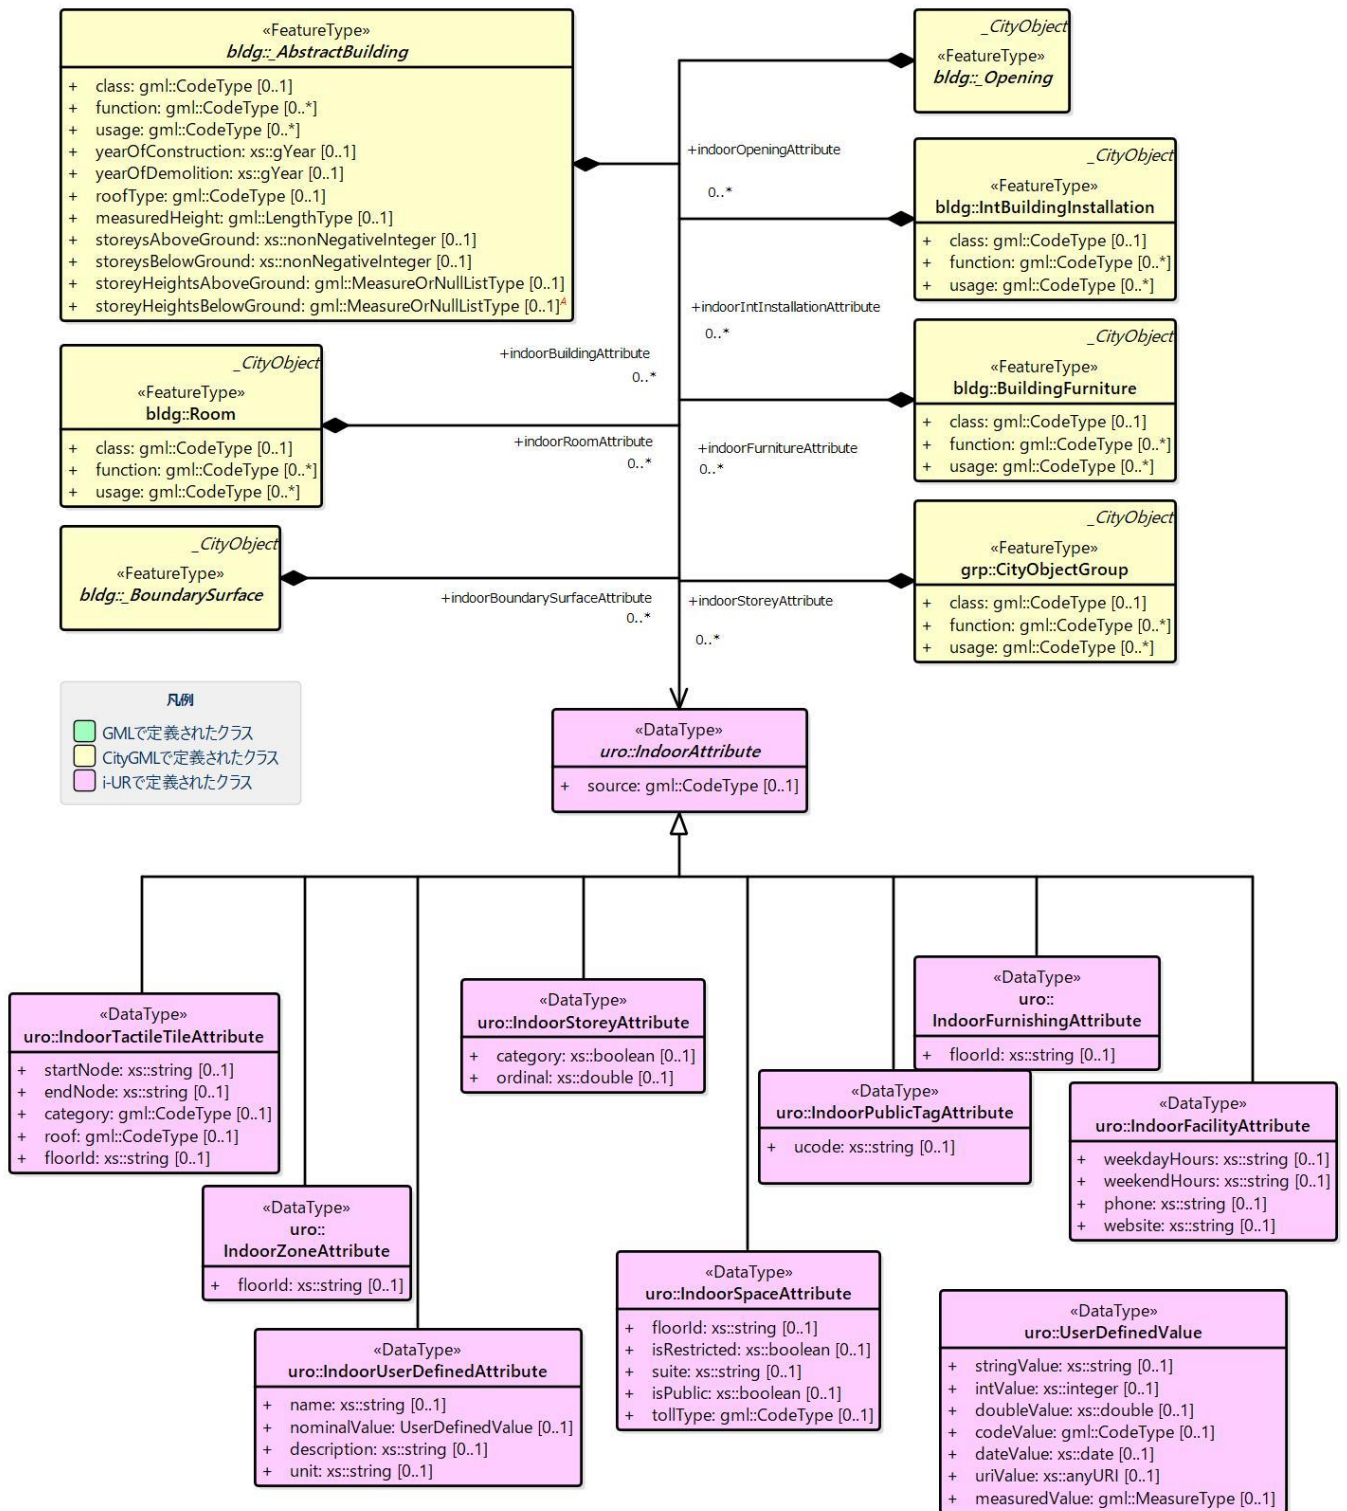 «FeatureType»
bldg::_AbstractBuilding
+ class: gml::CodeType [0..1]
+ function: gml::CodeType [0..*]
+ usage: gml::CodeType [0..*]
+ yearOfConstruction: xs::gYear [0..1]
+ yearOfDemolition: xs::gYear [0..1]
+ roofType: gml::CodeType [0..1]
+ measuredHeight: gml::LengthType [0..1]
+ storeysAboveGround: xs::nonNegativeInteger [0..1]
+ storeysBelowGround: xs::nonNegativeInteger [0..1]
+ storeyHeightsAboveGround: gml::MeasureOrNullListType [0..1]
+ storeyHeightsBelowGround: gml::MeasureOrNullListType [0..1]A
_CityObject
«FeatureType»
bldg::_Opening
+indoorOpeningAttribute
0..*
_CityObject
«FeatureType»
bldg::IntBuildingInstallation
+ class: gml::CodeType [0..1]
+ function: gml::CodeType [0..*]
+ usage: gml::CodeType [0..*]
+indoorIntInstallationAttribute
0..*
+indoorBuildingAttribute
0..*
_CityObject
«FeatureType»
bldg::Room
+ class: gml::CodeType [0..1]
+ function: gml::CodeType [0..*]
+ usage: gml::CodeType [0..*]
+indoorRoomAttribute
0..*
_CityObject
«FeatureType»
bldg::BuildingFurniture
+ class: gml::CodeType [0..1]
+ function: gml::CodeType [0..*]
+ usage: gml::CodeType [0..*]
+indoorFurnitureAttribute
0..*
_CityObject
«FeatureType»
bldg::_BoundarySurface
+indoorBoundarySurfaceAttribute
0..*
_CityObject
«FeatureType»
grp::CityObjectGroup
+ class: gml::CodeType [0..1]
+ function: gml::CodeType [0..*]
+ usage: gml::CodeType [0..*]
+indoorStoreyAttribute
0..*
凡例
GMLで定義されたクラス
CityGMLで定義されたクラス
i-URで定義されたクラス
«DataType»
uro::IndoorAttribute
+ source: gml::CodeType [0..1]
«DataType»
uro::IndoorTactileTileAttribute
+ startNode: xs::string [0..1]
+ endNode: xs::string [0..1]
+ category: gml::CodeType [0..1]
+ roof: gml::CodeType [0..1]
+ floorId: xs::string [0..1]
«DataType»
uro::IndoorStoreyAttribute
+ category: xs::boolean [0..1]
+ ordinal: xs::double [0..1]
«DataType»
uro::
IndoorFurnishingAttribute
+ floorId: xs::string [0..1]
«DataType»
uro::IndoorPublicTagAttribute
+ ucode: xs::string [0..1]
«DataType»
uro::IndoorFacilityAttribute
+ weekdayHours: xs::string [0..1]
+ weekendHours: xs::string [0..1]
+ phone: xs::string [0..1]
+ website: xs::string [0..1]
«DataType»
uro::
IndoorZoneAttribute
+ floorId: xs::string [0..1]
«DataType»
uro::IndoorSpaceAttribute
+ floorId: xs::string [0..1]
+ isRestricted: xs::boolean [0..1]
+ suite: xs::string [0..1]
+ isPublic: xs::boolean [0..1]
+ tollType: gml::CodeType [0..1]
«DataType»
uro::IndoorUserDefinedAttribute
+ name: xs::string [0..1]
+ nominalValue: UserDefinedValue [0..1]
+ description: xs::string [0..1]
+ unit: xs::string [0..1]
«DataType»
uro::UserDefinedValue
+ stringValue: xs::string [0..1]
+ intValue: xs::integer [0..1]
+ doubleValue: xs::double [0..1]
+ codeValue: gml::CodeType [0..1]
+ dateValue: xs::date [0..1]
+ uriValue: xs::anyURI [0..1]
+ measuredValue: gml::MeasureType [0..1]